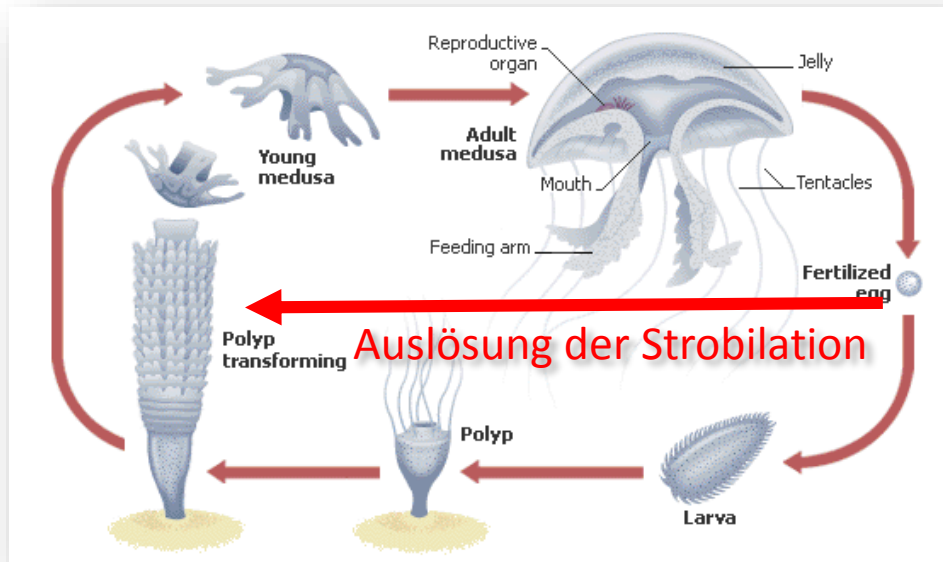 Reproductive
organ
Jelly
Young
medusa
Adult
medusa
Mouth
Tentacles
Feeding arm
Fertilized
egg
Polyp
transforming
Auslösung der Strobilation
Polyp
Larva